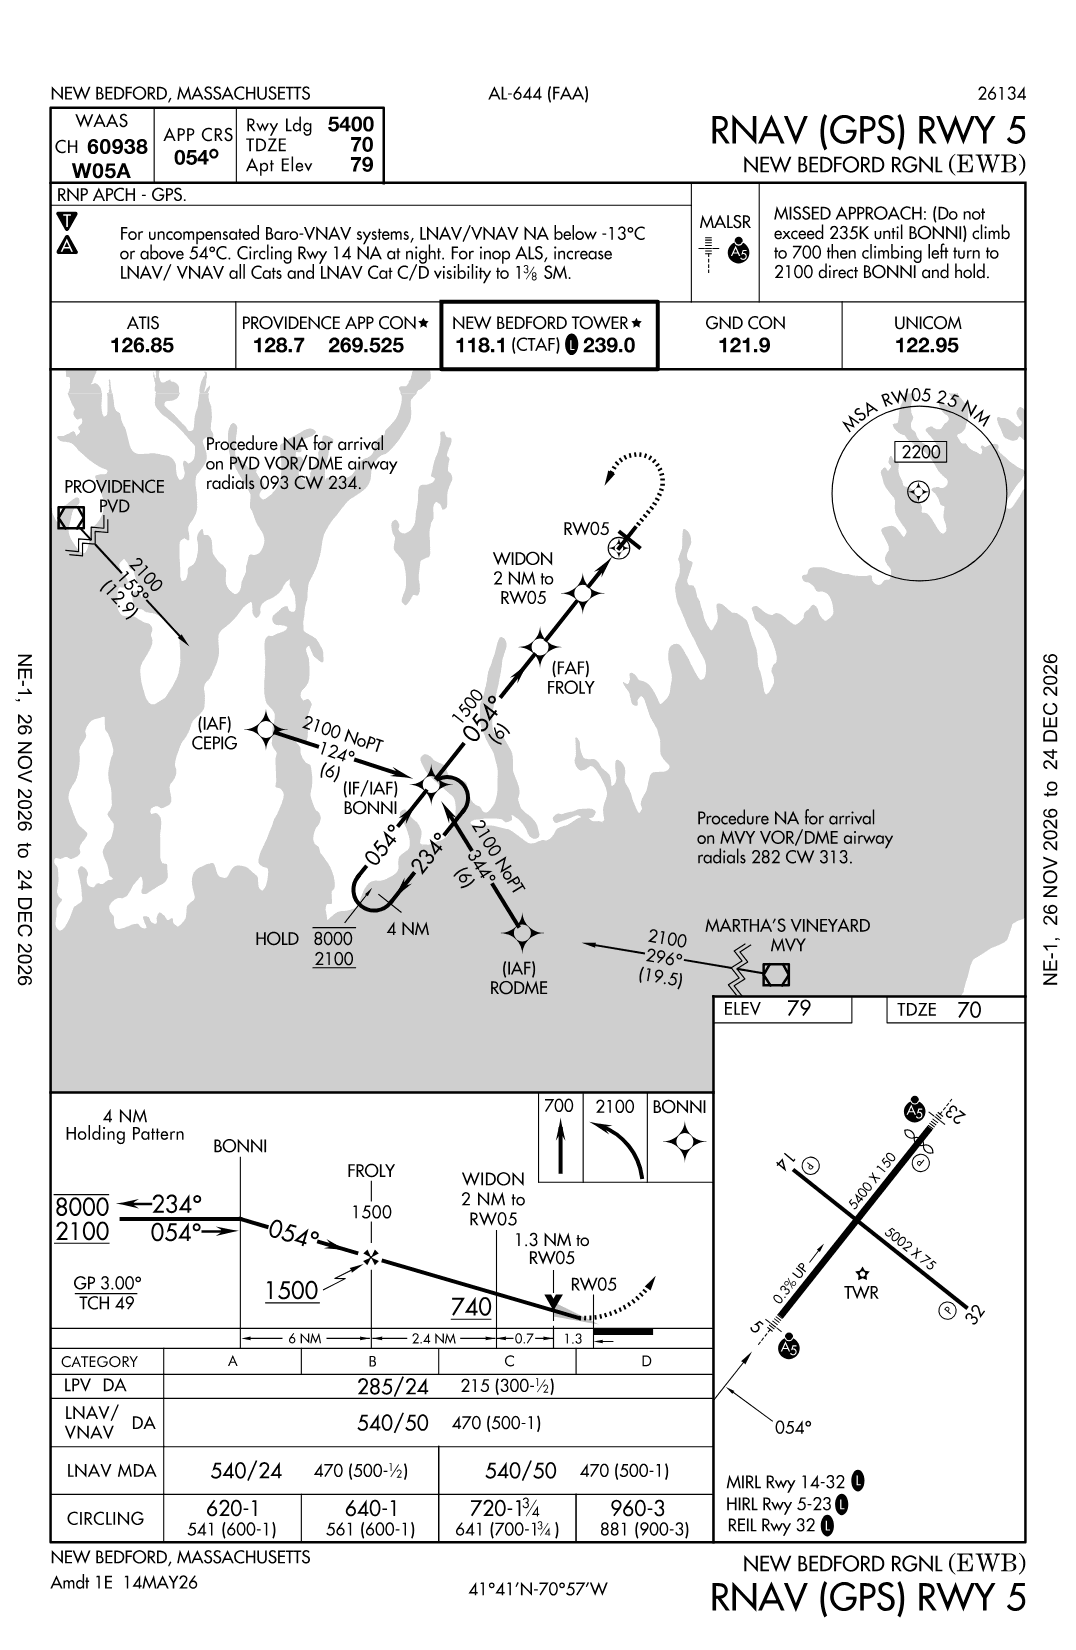 NEW BEDFORD, MASSACHUSETTS
AL-644 (FAA)
26134
WAAS
CH 60938
W05A
APP CRS
054°
Rwy Ldg 5400
TDZE 70
Apt Elev 79
RNAV (GPS) RWY 5
NEW BEDFORD RGNL (EWB)
RNP APCH - GPS.
T
A
For uncompensated Baro-VNAV systems, LNAV/VNAV NA below -13°C
or above 54°C. Circling Rwy 14 NA at night. For inop ALS, increase
LNAV/ VNAV all Cats and LNAV Cat C/D visibility to 1⅜ SM.
MALSR
A5
MISSED APPROACH: (Do not
exceed 235K until BONNI) climb
to 700 then climbing left turn to
2100 direct BONNI and hold.
ATIS
126.85
PROVIDENCE APP CON★
128.7 269.525
NEW BEDFORD TOWER★
118.1 (CTAF) L 239.0
GND CON
121.9
UNICOM
122.95
MSA RW05 25 NM
2200
Procedure NA for arrival
on PVD VOR/DME airway
radials 093 CW 234.
PROVIDENCE
PVD
2100
153°
(12.9)
RW05
WIDON
2 NM to
RW05
(FAF)
FROLY
1500
054°
(6)
(IAF)
CEPIG
2100 NoPT
124°
(6)
(IF/IAF)
BONNI
054°
234°
2100 NoPT
344°
(6)
HOLD
8000
2100
4 NM
(IAF)
RODME
Procedure NA for arrival
on MVY VOR/DME airway
radials 282 CW 313.
MARTHA'S VINEYARD
MVY
2100
296°
(19.5)
NE-1, 26 NOV 2026 to 24 DEC 2026
NE-1, 26 NOV 2026 to 24 DEC 2026
ELEV 79
TDZE 70
A5
23
14
P
P
5400 X 150
5002 X 75
0.3% UP
TWR
P
32
5
A5
054°
MIRL Rwy 14-32 L
HIRL Rwy 5-23 L
REIL Rwy 32 L
4 NM
Holding Pattern
BONNI
8000
2100
234°
054°
GP 3.00°
TCH 49
054°
FROLY
1500
1500
WIDON
2 NM to
RW05
740
1.3 NM to
RW05
RW05
700
2100
BONNI
6 NM
2.4 NM
0.7
1.3
CATEGORY A B C D
LPV DA 285/24 215 (300-½)
LNAV/
VNAV DA 540/50 470 (500-1)
LNAV MDA 540/24 470 (500-½) 540/50 470 (500-1)
CIRCLING
620-1
541 (600-1)
640-1
561 (600-1)
720-1¾
641 (700-1¾)
960-3
881 (900-3)
NEW BEDFORD, MASSACHUSETTS
Amdt 1E 14MAY26
41°41'N-70°57'W
NEW BEDFORD RGNL (EWB)
RNAV (GPS) RWY 5